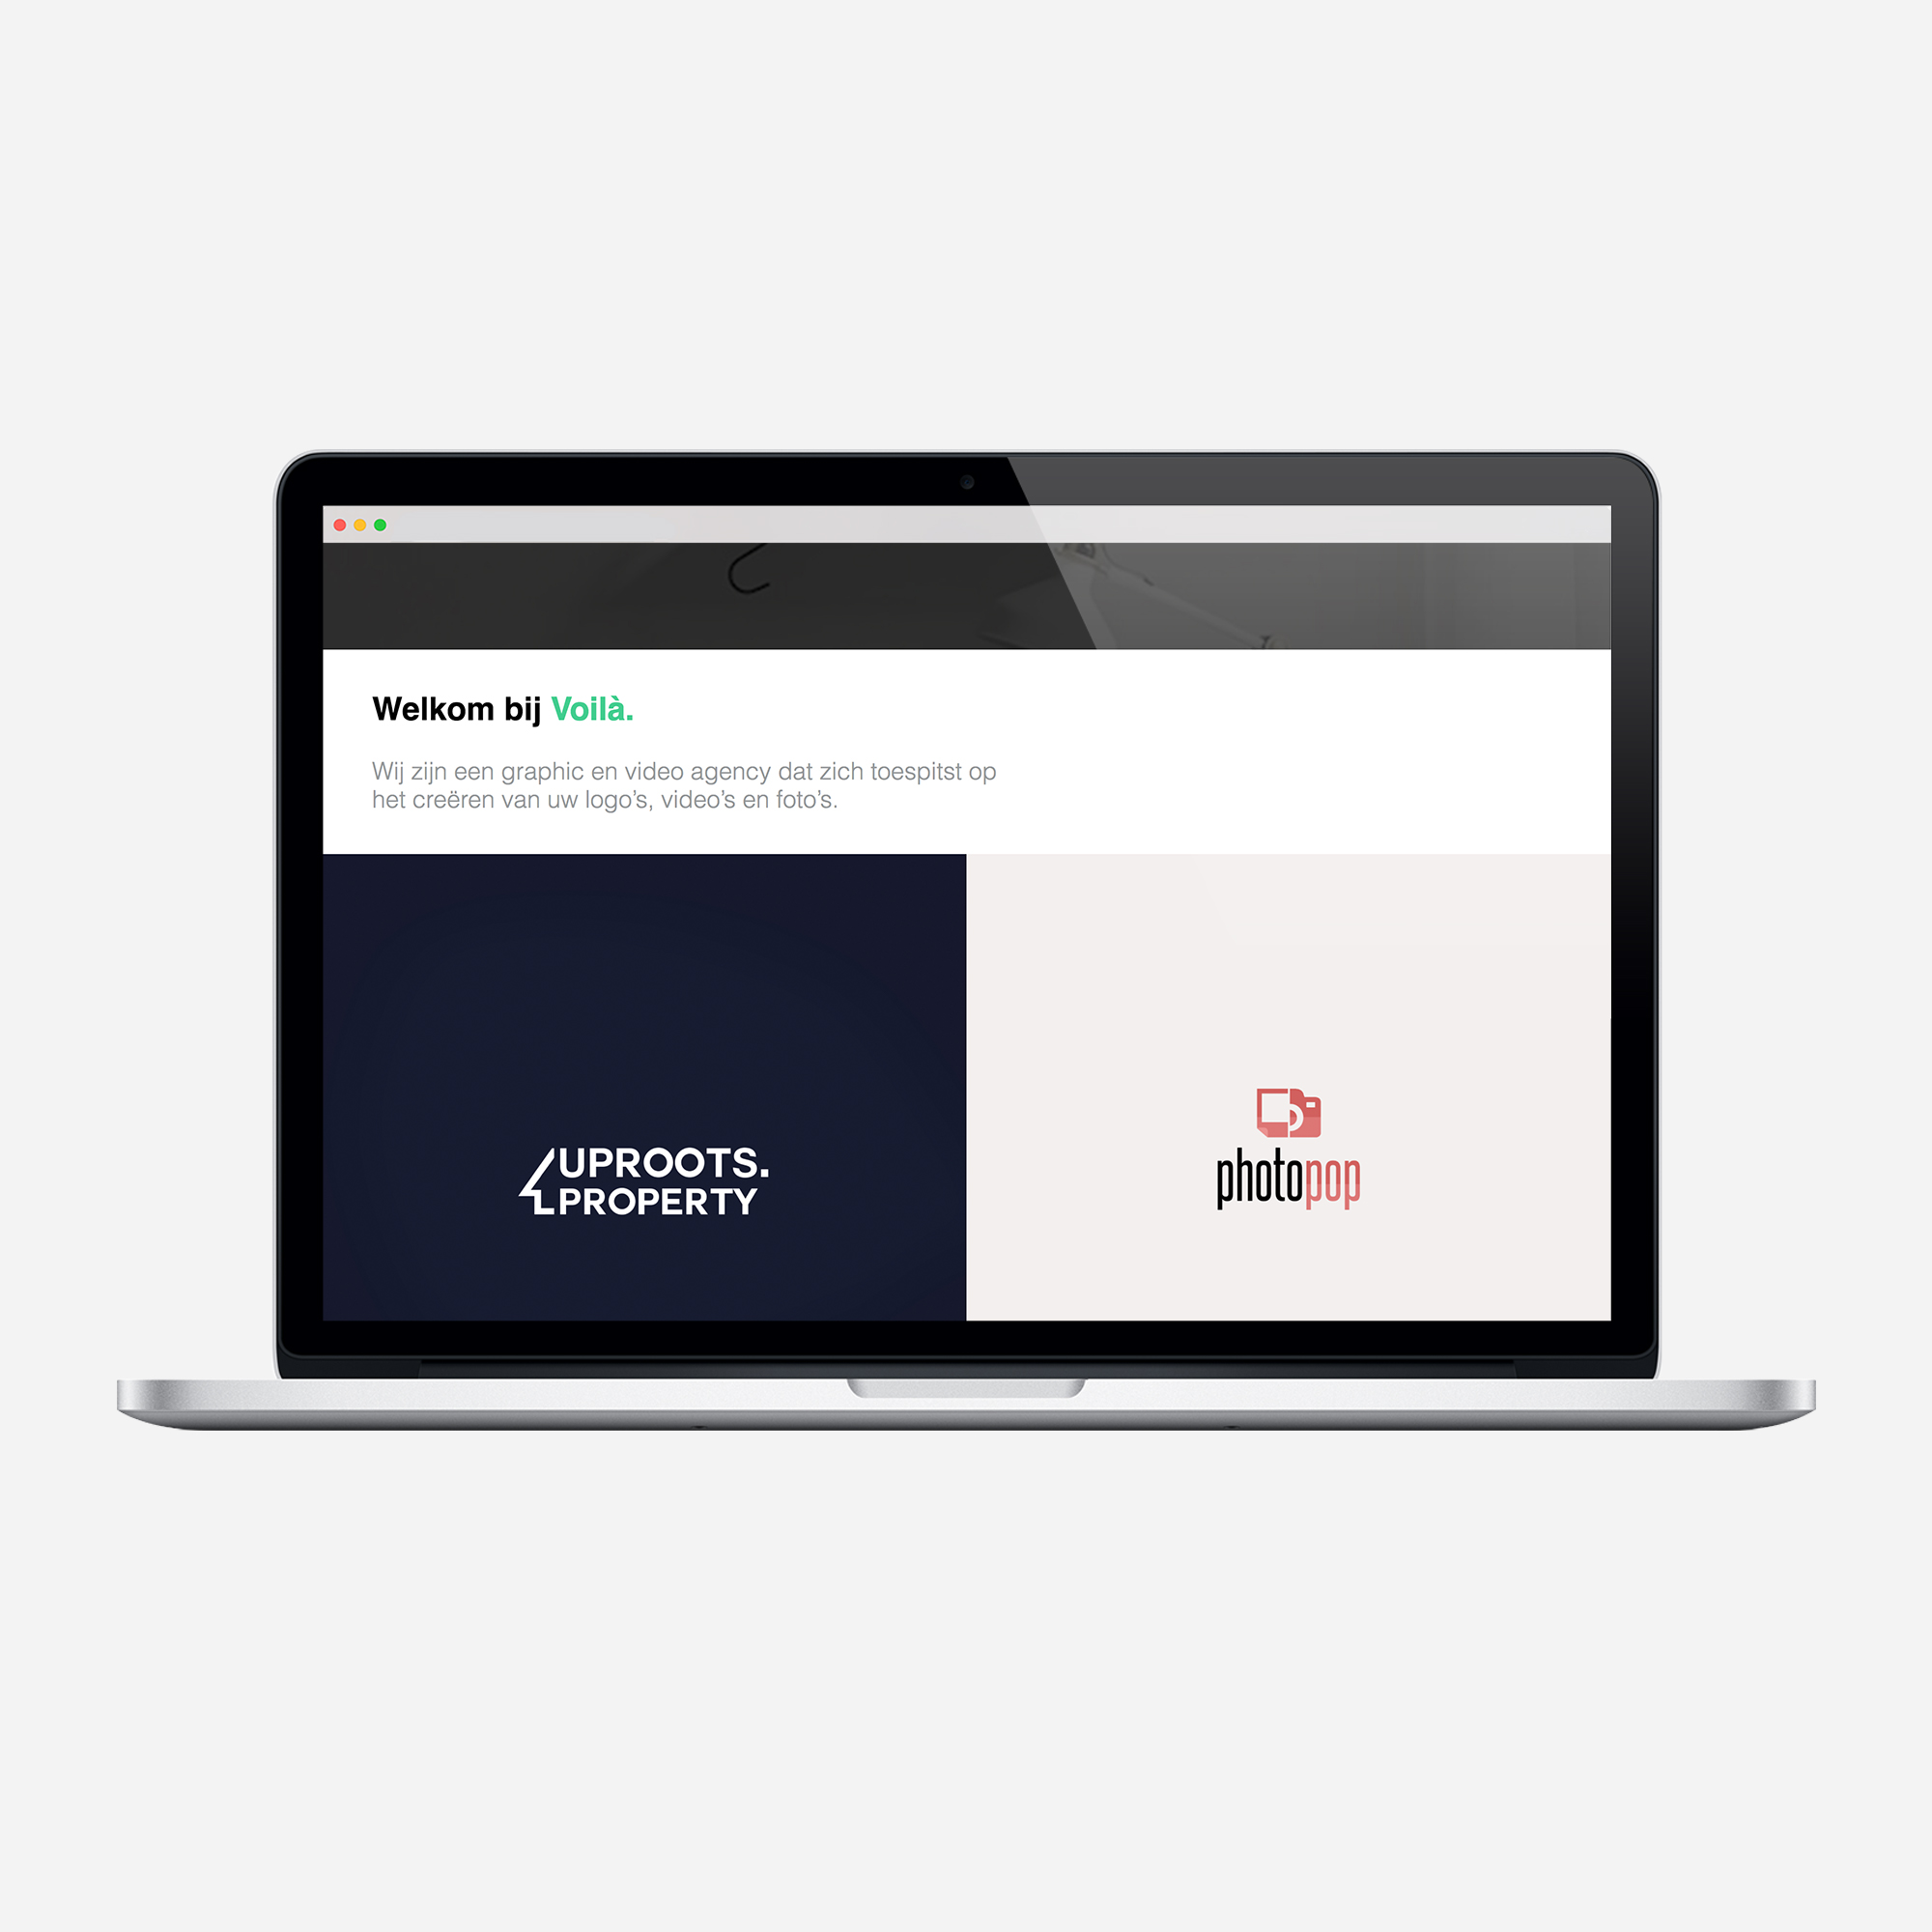 Welkom bij Voilà.
Wij zijn een graphic en video agency dat zich toespitst op
het creëren van uw logo’s, video’s en foto’s.
UPROOTS.
PROPERTY
photopop